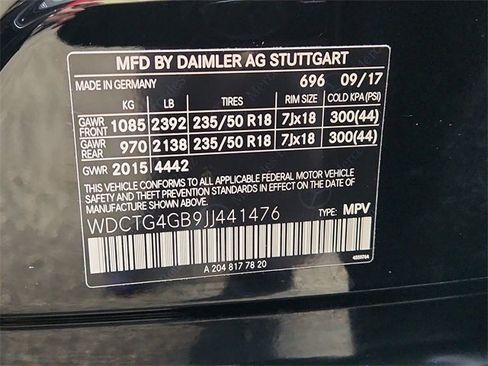 MFD BY DAIMLER AG STUTTGART
MADE IN GERMANY 696 09/17
KG LB TIRES RIM SIZE COLD KPA (PSI)
GAWR FRONT 1085 2392 235/50 R18 7Jx18 300(44)
GAWR REAR 970 2138 235/50 R18 7Jx18 300(44)
GVWR 2015 4442
THIS VEHICLE CONFORMS TO ALL APPLICABLE FEDERAL MOTOR VEHICLE
SAFETY AND THEFT PREVENTION STANDARDS IN EFFECT ON THE DATE
OF MANUFACTURE SHOWN ABOVE
WDCTG4GB9JJ441476 TYPE: MPV
A 204 817 78 20